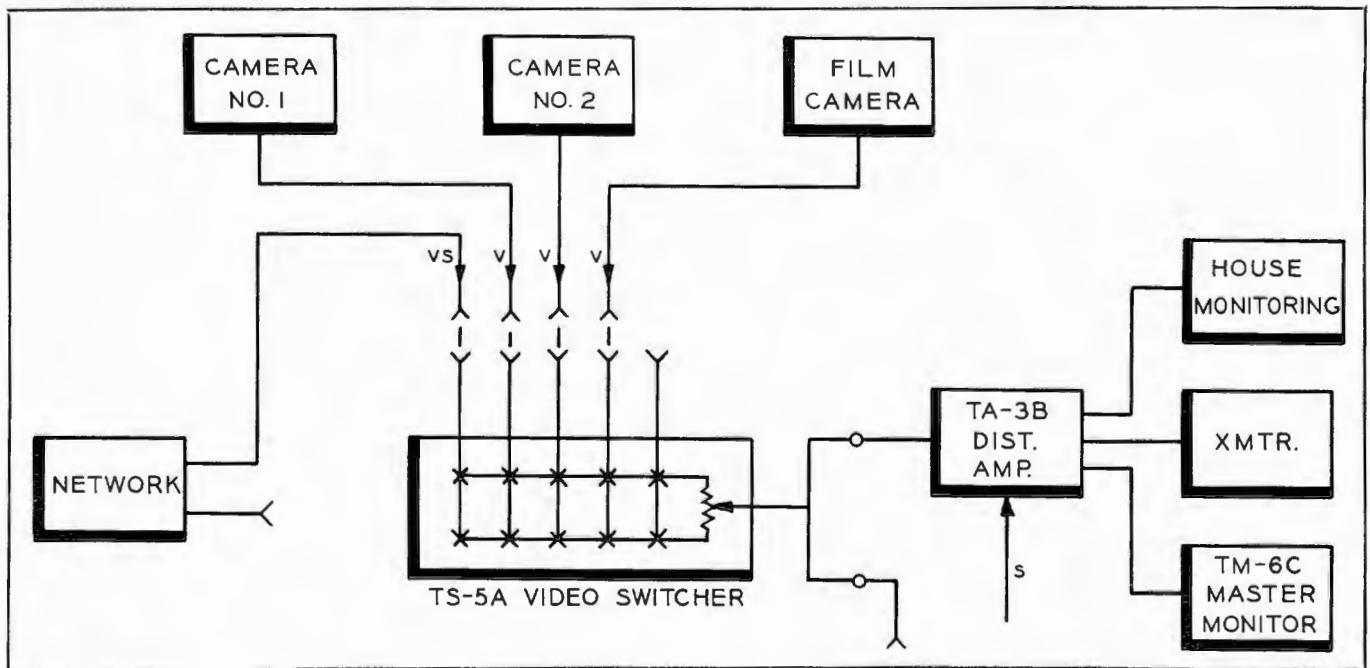 CAMERA
NO. 1
CAMERA
NO. 2
FILM
CAMERA
VS
V
V
V
HOUSE
MONITORING
NETWORK
TA-3B
DIST.
AMP.
XMTR.
S
TM-6C
MASTER
MONITOR
TS-5A VIDEO SWITCHER